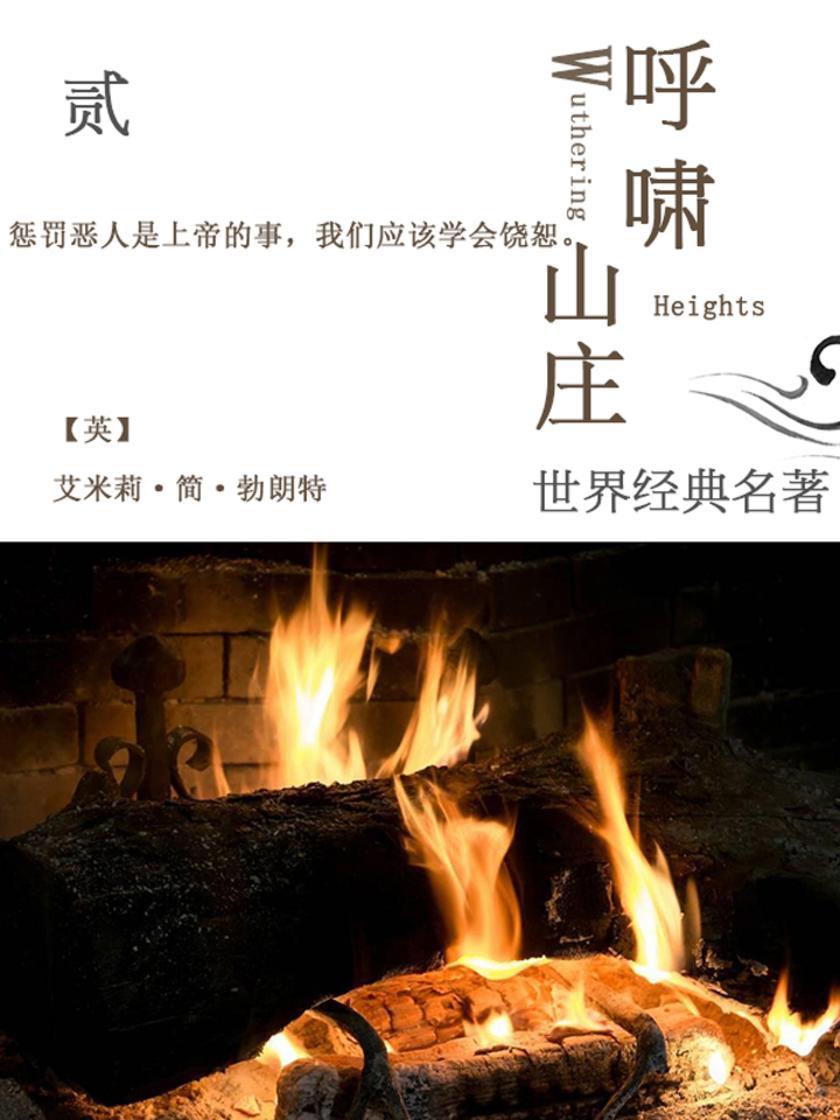 贰
呼啸
Wuthering
山庄
Heights
惩罚恶人是上帝的事，我们应该学会饶恕。
【英】
艾米莉·简·勃朗特
世界经典名著